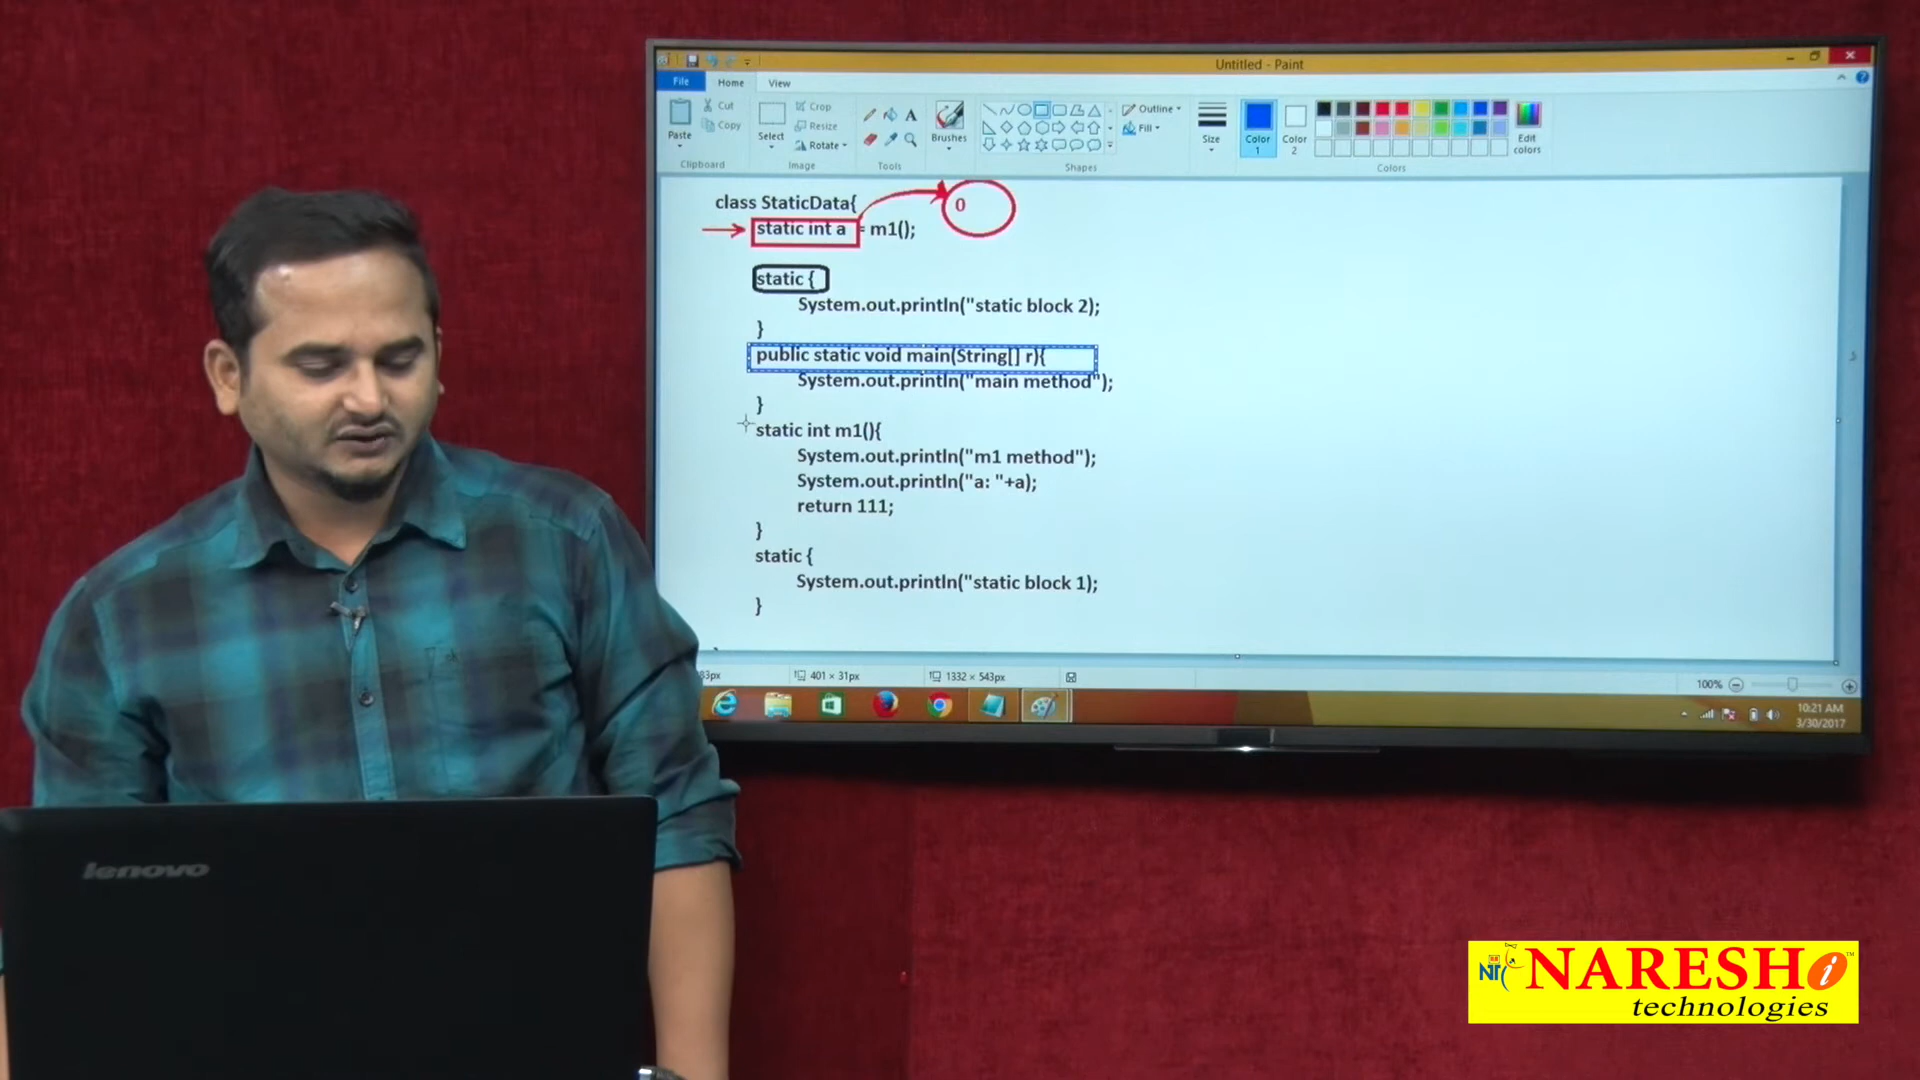 Untitled - Paint
File Home View
Paste
Cut
Copy
Clipboard
Select
Crop
Resize
Rotate
Image
A
Tools
Brushes
Outline
Fill
Shapes
Size
Color 1
Color 2
Edit colors
Colors
class StaticData{
0
static int a = m1();
static {
System.out.println("static block 2);
}
public static void main(String[] r){
System.out.println("main method");
}
static int m1(){
System.out.println("m1 method");
System.out.println("a: "+a);
return 111;
}
static {
System.out.println("static block 1);
}
83px
401 × 31px
1332 × 543px
100%
10:21 AM
3/30/2017
lenovo
NARESH i
technologies